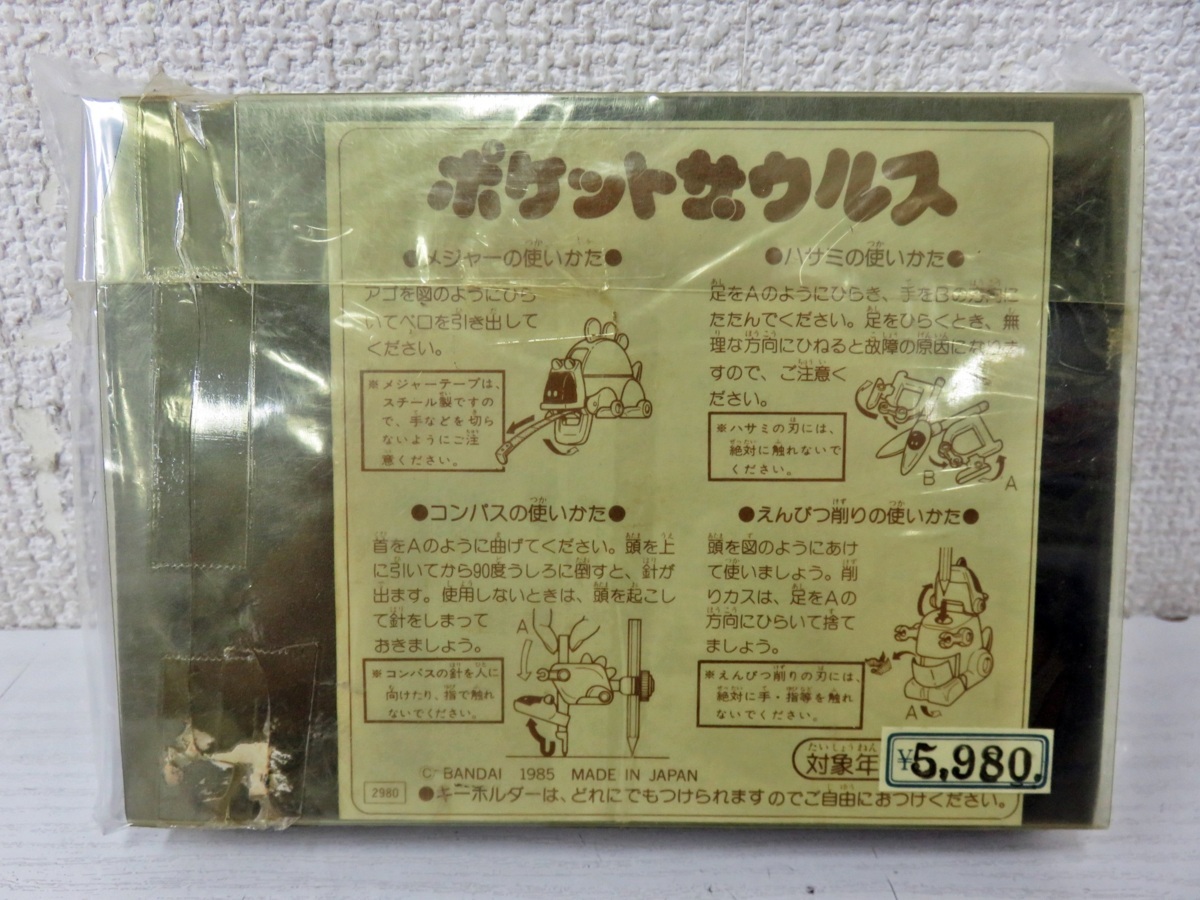 ポケットザウルス
●メジャーの使いかた●
アゴを図のようにひら
いてベロを引き出して
ください。
※メジャーテープは、
スチール製ですの
で、手などを切ら
ないようにご注
意ください。
●ハサミの使いかた●
足をAのようにひらき、手をBの方向に
たたんでください。足をひらくとき、無
理な方向にひねると故障の原因になりま
すので、ご注意く
ださい。
※ハサミの刃には、
絶対に触れないで
ください。
B
A
●コンパスの使いかた●
首をAのように曲げてください。頭を上
に引いてから90度うしろに倒すと、針が
出ます。使用しないときは、頭を起こし
て針をしまって
おきましょう。
※コンパスの針を人に
向けたり、指で触れ
ないでください。
A
●えんぴつ削りの使いかた●
頭を図のようにあけ
て使いましょう。削
りカスは、足をAの
方向にひらいて捨て
ましょう。
※えんぴつ削りの刃には、
絶対に手・指等を触れ
ないでください。
A
対象年
¥5,980.
© BANDAI 1985 MADE IN JAPAN
2980
●キーホルダーは、どれにでもつけられますのでご自由におつけください。